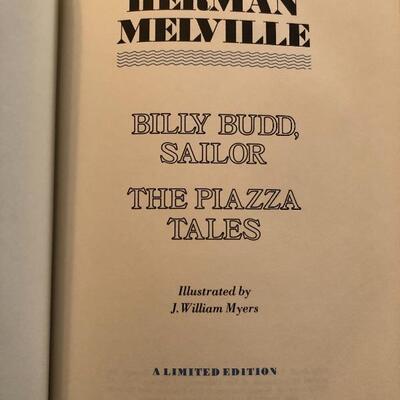 HERMAN
MELVILLE
BILLY BUDD,
SAILOR
THE PIAZZA
TALES
Illustrated by
J. William Myers
A LIMITED EDITION